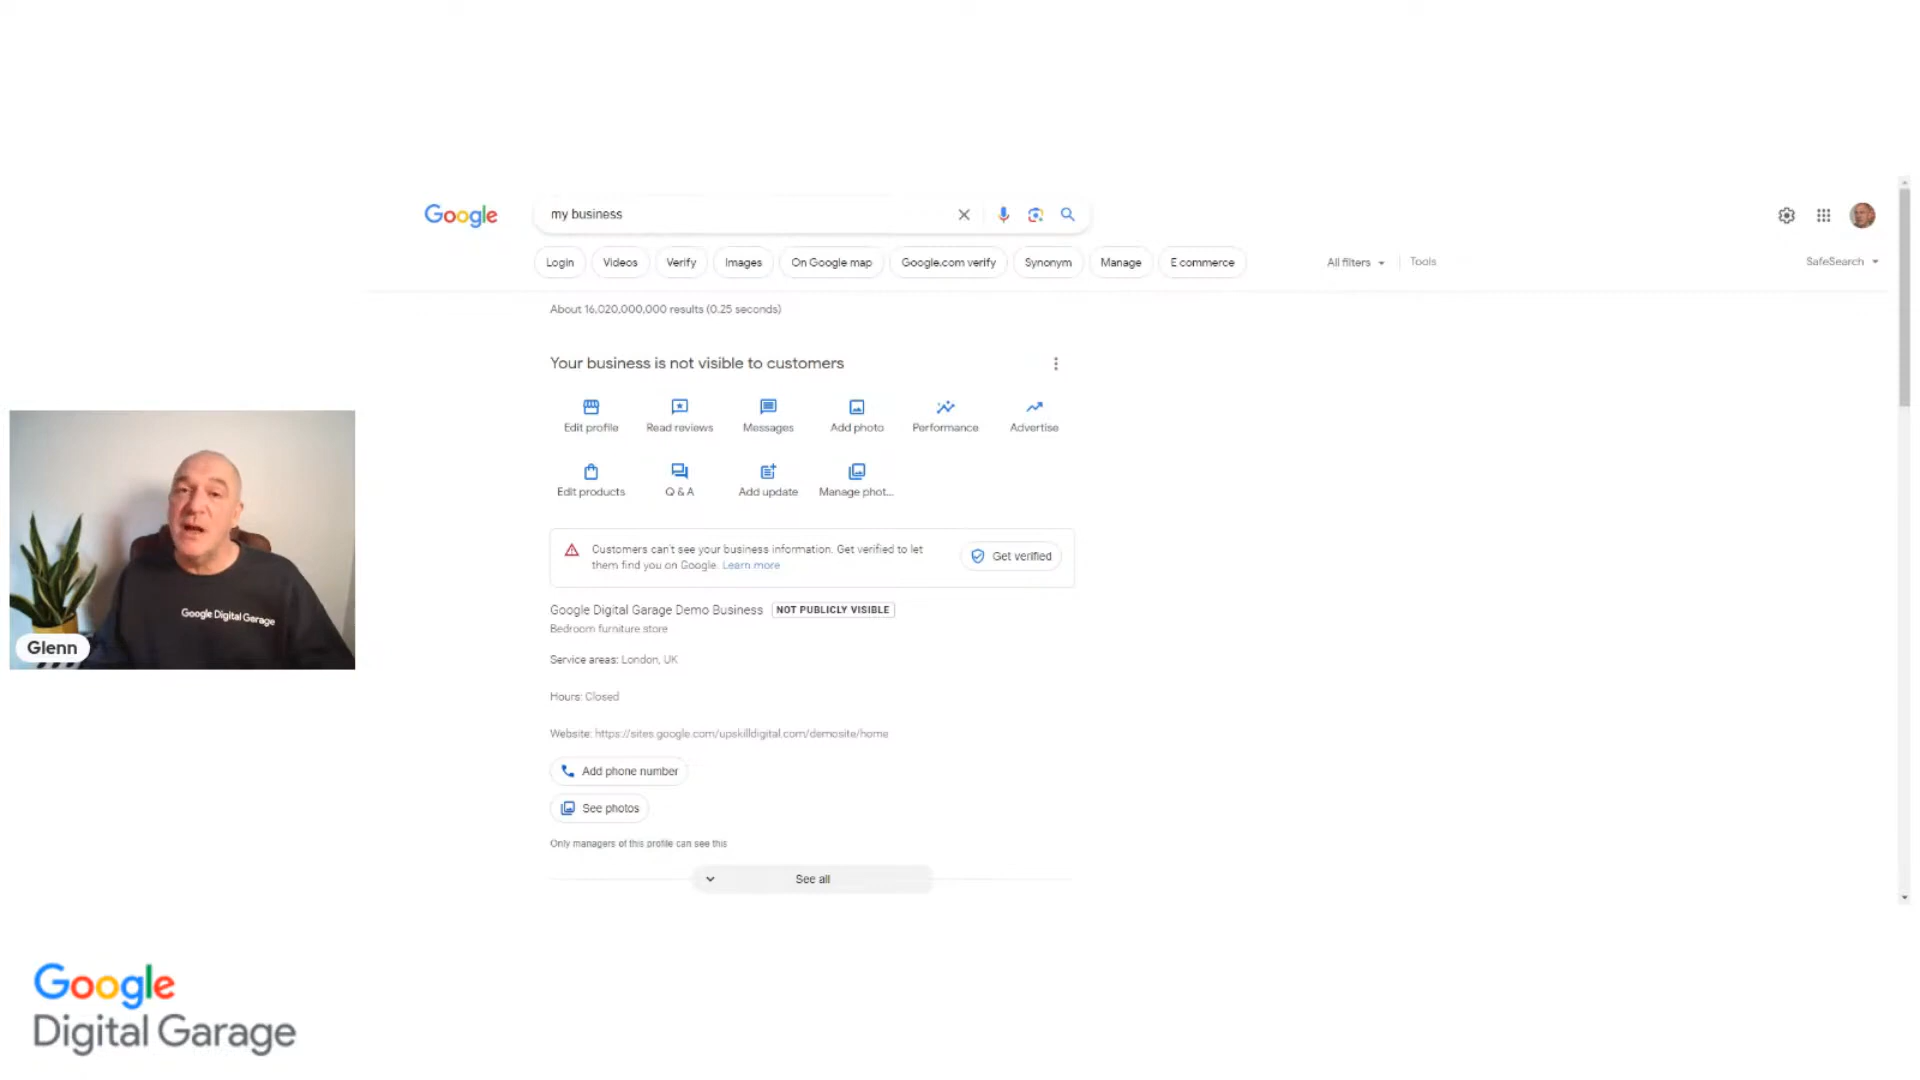 Google
my business
Login
Videos
Verify
Images
On Google map
Google.com verify
Synonym
Manage
E commerce
All filters
Tools
SafeSearch
About 16,020,000,000 results (0.25 seconds)
Your business is not visible to customers
Edit profile
Read reviews
Messages
Add photo
Performance
Advertise
Edit products
Q & A
Add update
Manage phot...
Customers can't see your business information. Get verified to let
them find you on Google. Learn more
Get verified
Google Digital Garage Demo Business NOT PUBLICLY VISIBLE
Bedroom furniture store
Service areas: London, UK
Hours: Closed
Website: https://sites.google.com/upskilldigital.com/demosite/home
Add phone number
See photos
Only managers of this profile can see this
See all
Google Digital Garage
Glenn
Google
Digital Garage